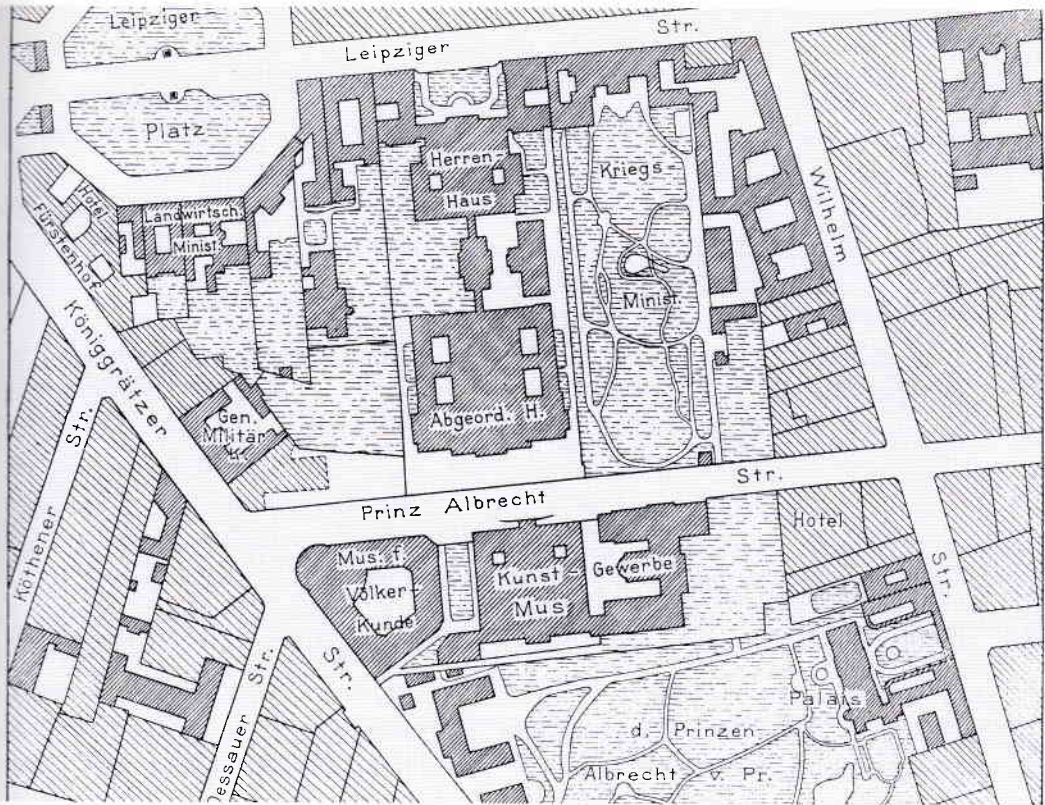 Leipziger
Platz
Leipziger Str.
Hotel
Fürstenhof
Landwirtsch.
Minist.
Herren-
Haus
Kriegs-
Minist.
Wilhelm
Str.
Königgrätzer
Str.
Gen.
Militär
K.
Abgeord. H.
Prinz Albrecht Str.
Köthener Str.
Dessauer Str.
Mus. f.
Völker-
Kunde
Kunst-
Gewerbe
Mus
Hotel
Palais
d. Prinzen
Albrecht v. Pr.